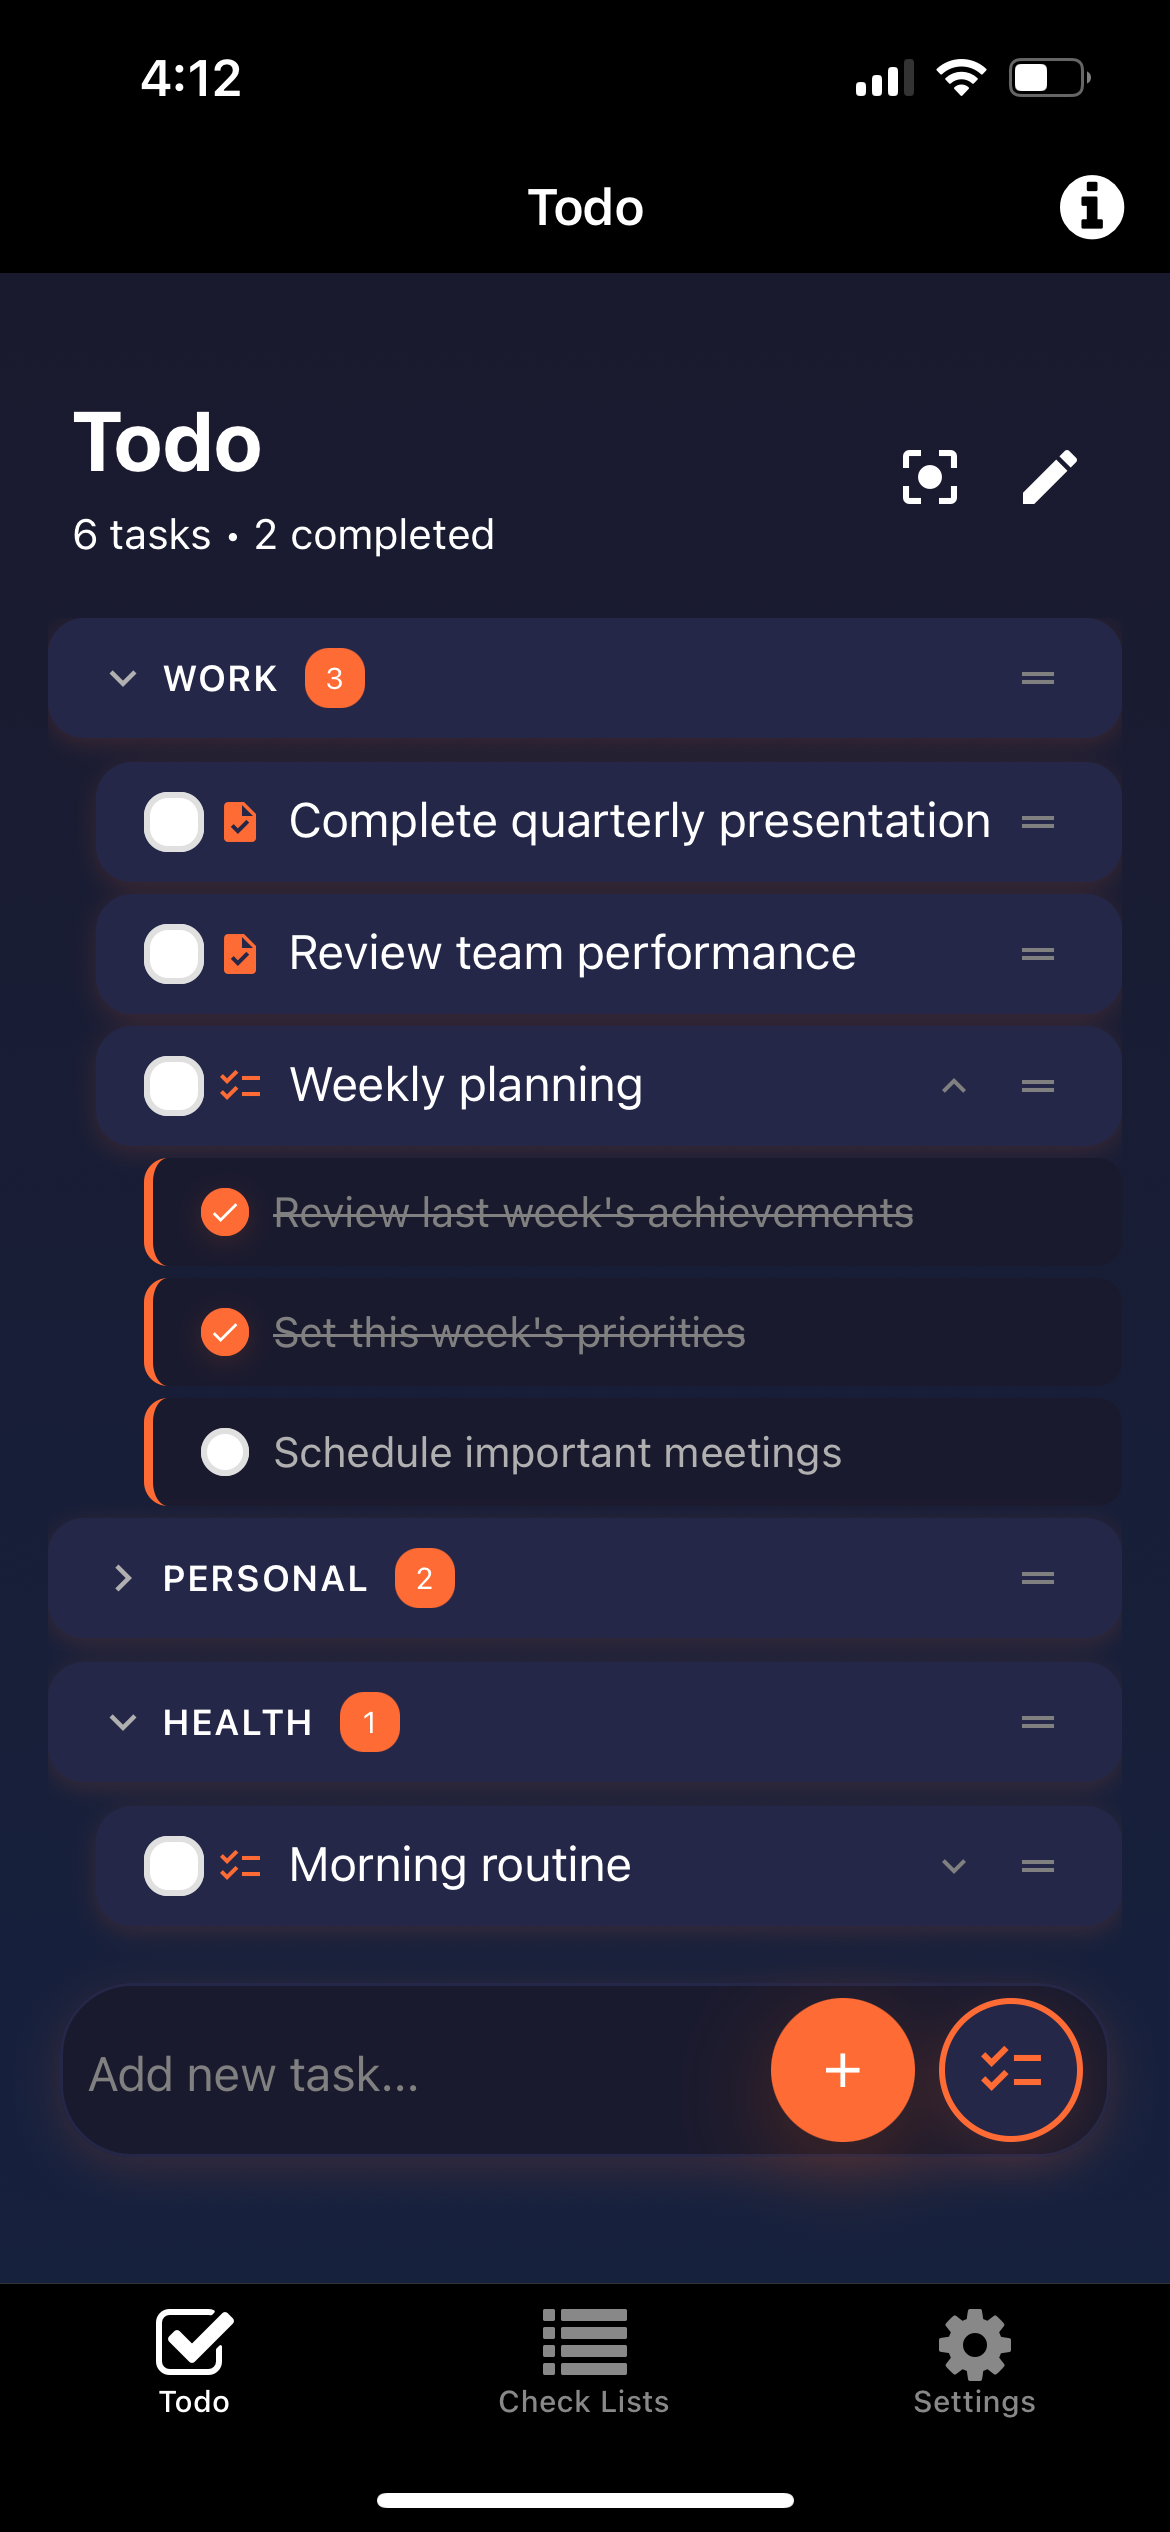 4:12
Todo
Todo
6 tasks • 2 completed
WORK 3
Complete quarterly presentation
Review team performance
Weekly planning
Review last week's achievements
Set this week's priorities
Schedule important meetings
PERSONAL 2
HEALTH 1
Morning routine
Add new task...
Todo
Check Lists
Settings